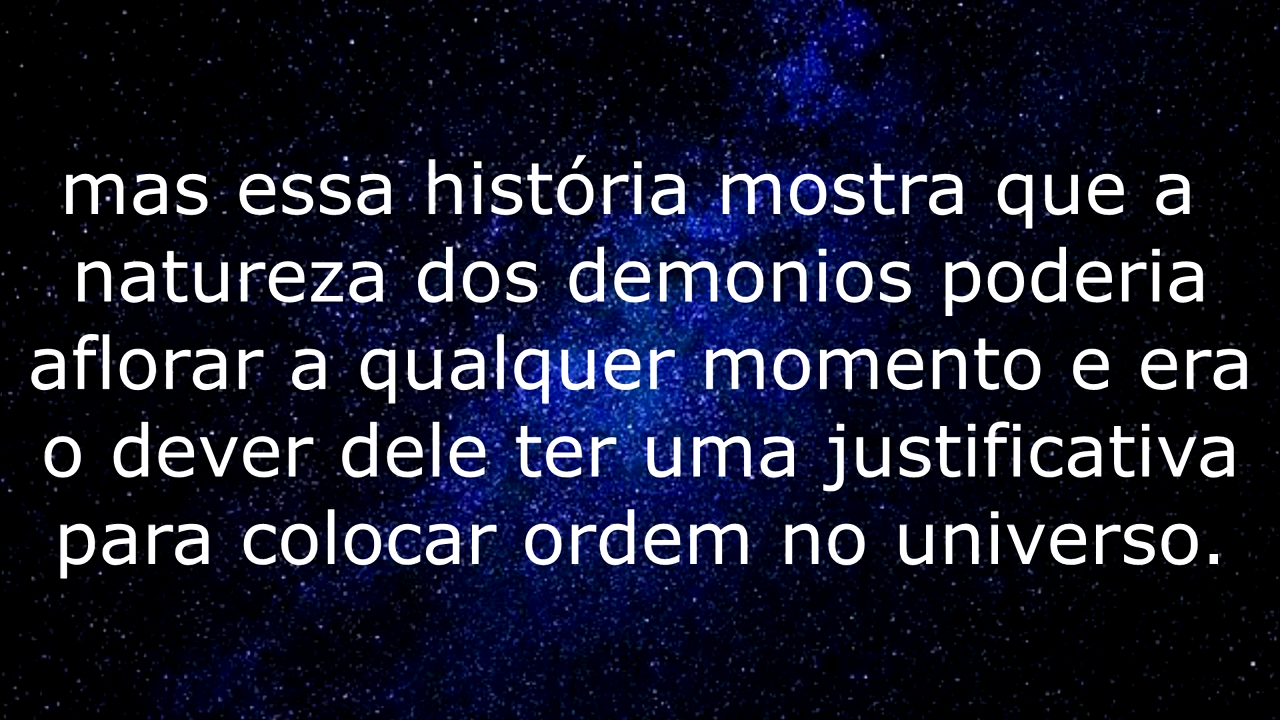 mas essa história mostra que a
natureza dos demonios poderia
aflorar a qualquer momento e era
o dever dele ter uma justificativa
para colocar ordem no universo.